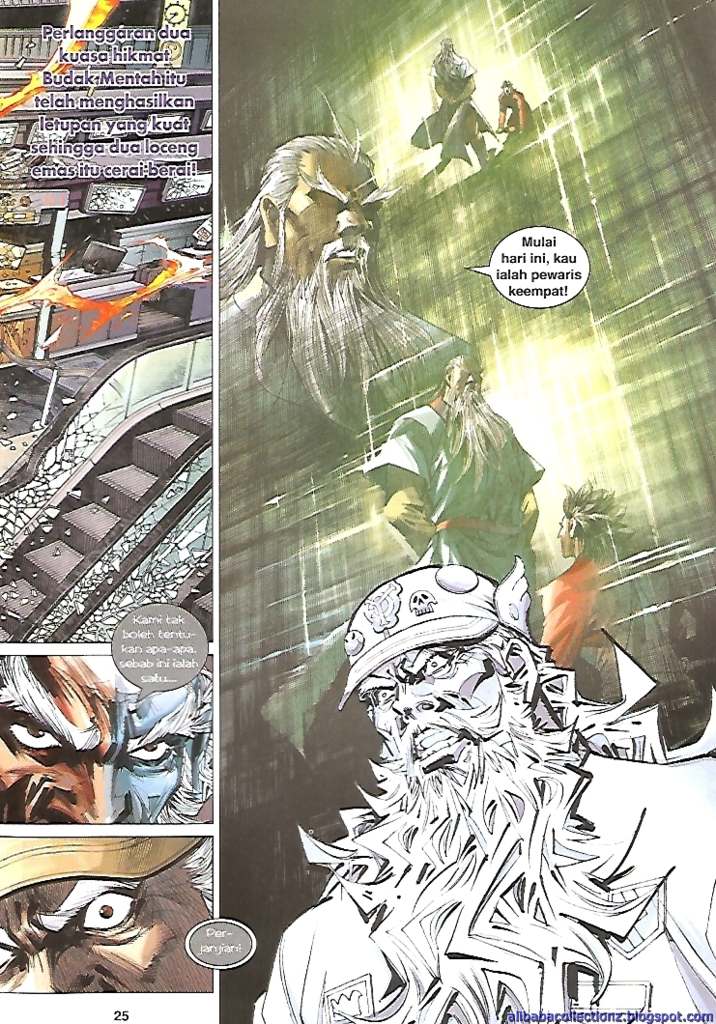 Perlanggaran dua
kuasa hikmat
Budak Mentah itu
telah menghasilkan
letupan yang kuat
sehingga dua loceng
emas itu cerai-berai!
Kami tak
boleh tentu-
kan apa-apa,
sebab ini ialah
satu...
Per-
janjian!
Mulai
hari ini, kau
ialah pewaris
keempat!
25
alibabacollectionz.blogspot.com